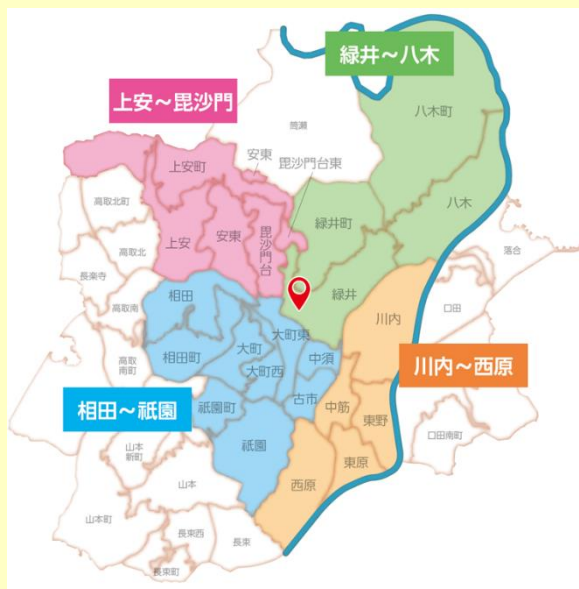 緑井～八木
上安～毘沙門
筒瀬
八木町
安東
毘沙門台東
上安町
高取北町
高取北
上安
安東
毘沙門台
緑井町
八木
長楽寺
落合
高取南
相田
緑井
川内
口田
大町東
相田町
大町
中須
高取南町
大町西
川内～西原
相田～祇園
祇園町
古市
中筋
東野
口田南町
山本新町
祇園
東原
山本
西原
山本町
長束西
長束
長束町